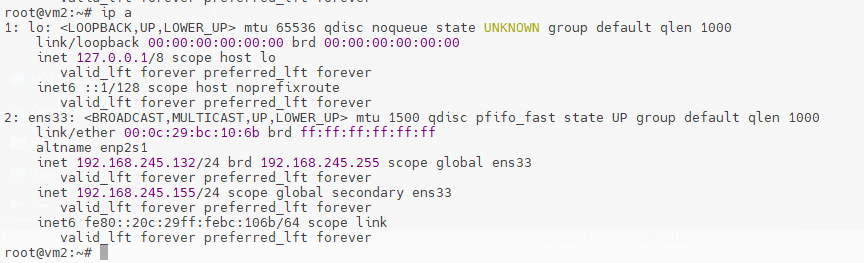 root@vm2:~# ip a
1: lo: <LOOPBACK,UP,LOWER_UP> mtu 65536 qdisc noqueue state UNKNOWN group default qlen 1000
    link/loopback 00:00:00:00:00:00 brd 00:00:00:00:00:00
    inet 127.0.0.1/8 scope host lo
       valid_lft forever preferred_lft forever
    inet6 ::1/128 scope host noprefixroute
       valid_lft forever preferred_lft forever
2: ens33: <BROADCAST,MULTICAST,UP,LOWER_UP> mtu 1500 qdisc pfifo_fast state UP group default qlen 1000
    link/ether 00:0c:29:bc:10:6b brd ff:ff:ff:ff:ff:ff
    altname enp2s1
    inet 192.168.245.132/24 brd 192.168.245.255 scope global ens33
       valid_lft forever preferred_lft forever
    inet 192.168.245.155/24 scope global secondary ens33
       valid_lft forever preferred_lft forever
    inet6 fe80::20c:29ff:febc:106b/64 scope link
       valid_lft forever preferred_lft forever
root@vm2:~#